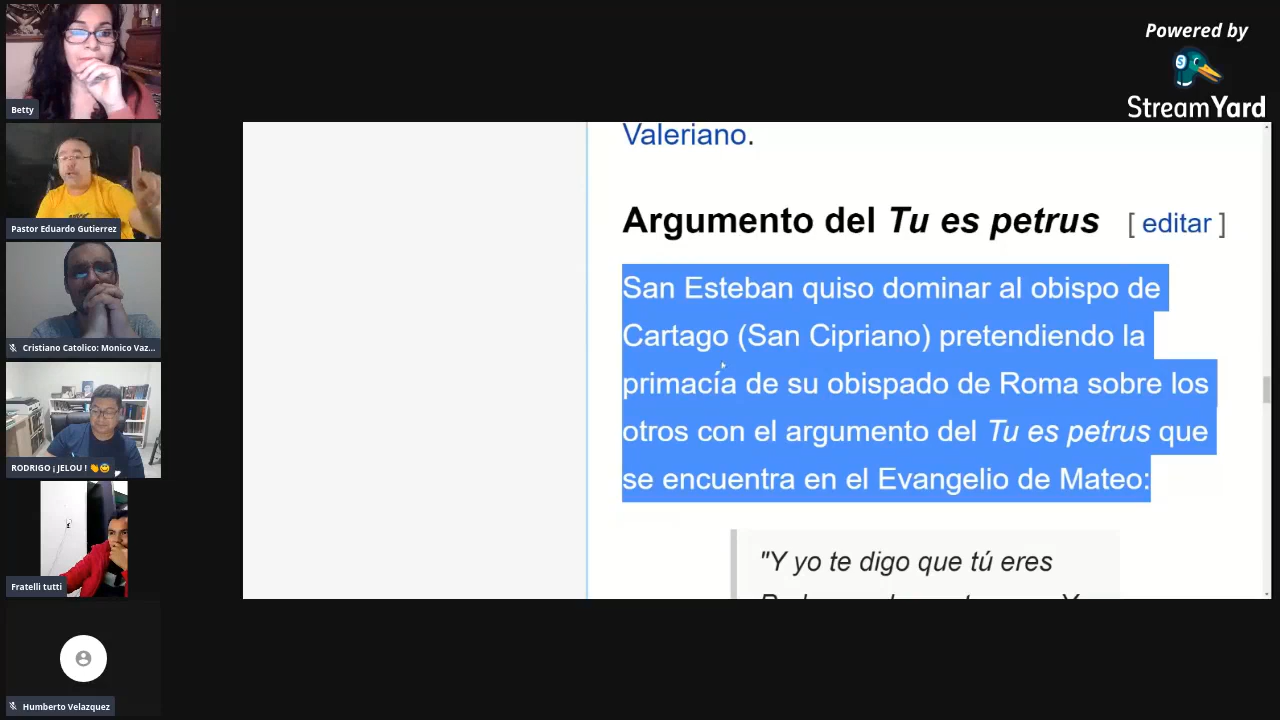 Powered by
StreamYard
Betty
Pastor Eduardo Gutierrez
Cristiano Catolico: Monico Vaz...
RODRIGO ¡ JELOU ! 👋🤓
Fratelli tutti
Humberto Velazquez
Valeriano.
Argumento del Tu es petrus [ editar ]
San Esteban quiso dominar al obispo de
Cartago (San Cipriano) pretendiendo la
primacía de su obispado de Roma sobre los
otros con el argumento del Tu es petrus que
se encuentra en el Evangelio de Mateo:
"Y yo te digo que tú eres